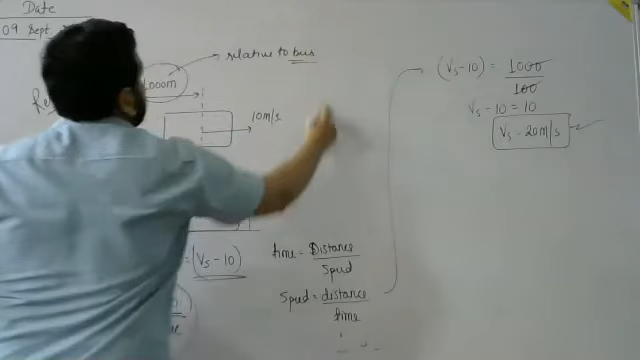 Date
09 Sept
1000m
relative to bus
10m/s
(Vs-10)
time = Distance
Speed
Speed = distance
time
(Vs-10) = 1000
100
Vs-10 = 10
Vs - 20m/s